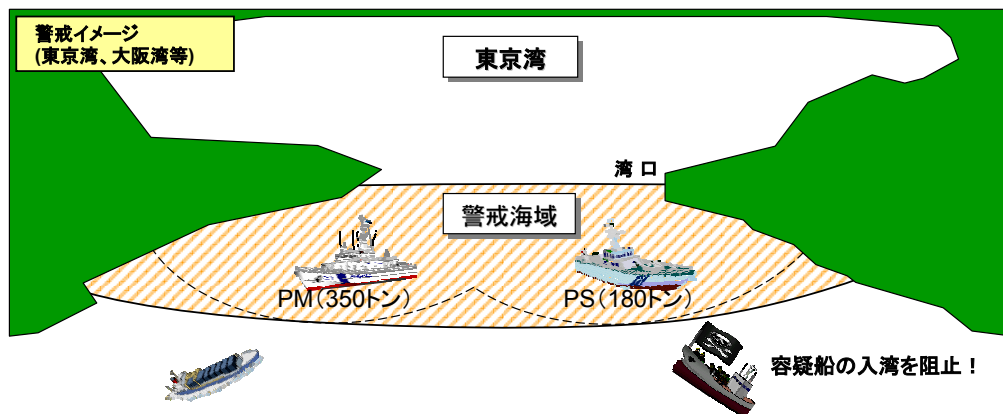 警戒イメージ
(東京湾、大阪湾等)
東京湾
湾 口
警戒海域
PM(350トン)
PS(180トン)
容疑船の入湾を阻止！